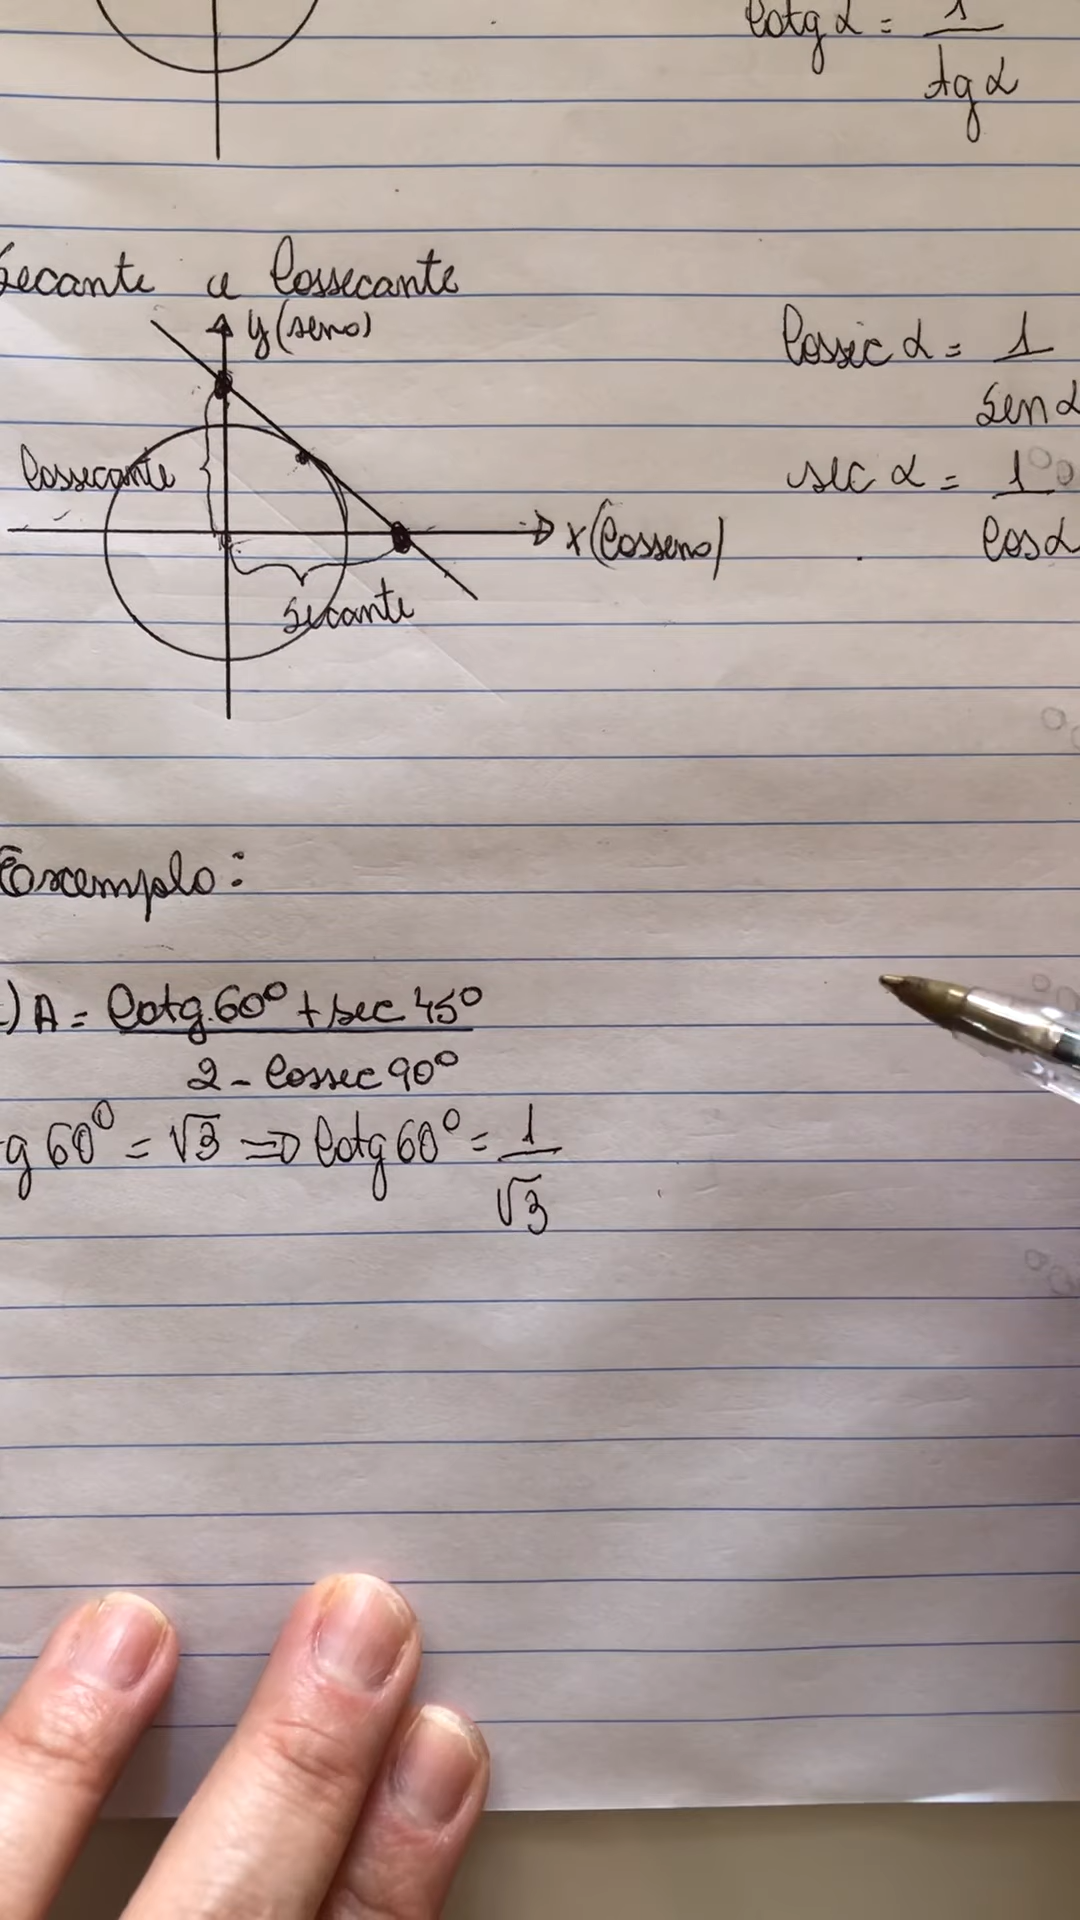 Cotg α = 1
tg α
Secante e Cossecante
y (seno)
Cossec α = 1
Sen α
Cossecante
sec α = 1
Cos α
x (Cosseno)
Secante
Exemplo:
) A = Cotg.60° + sec 45°
2 - Cossec 90°
g 60° = √3 ⇒ Cotg 60° = 1
√3